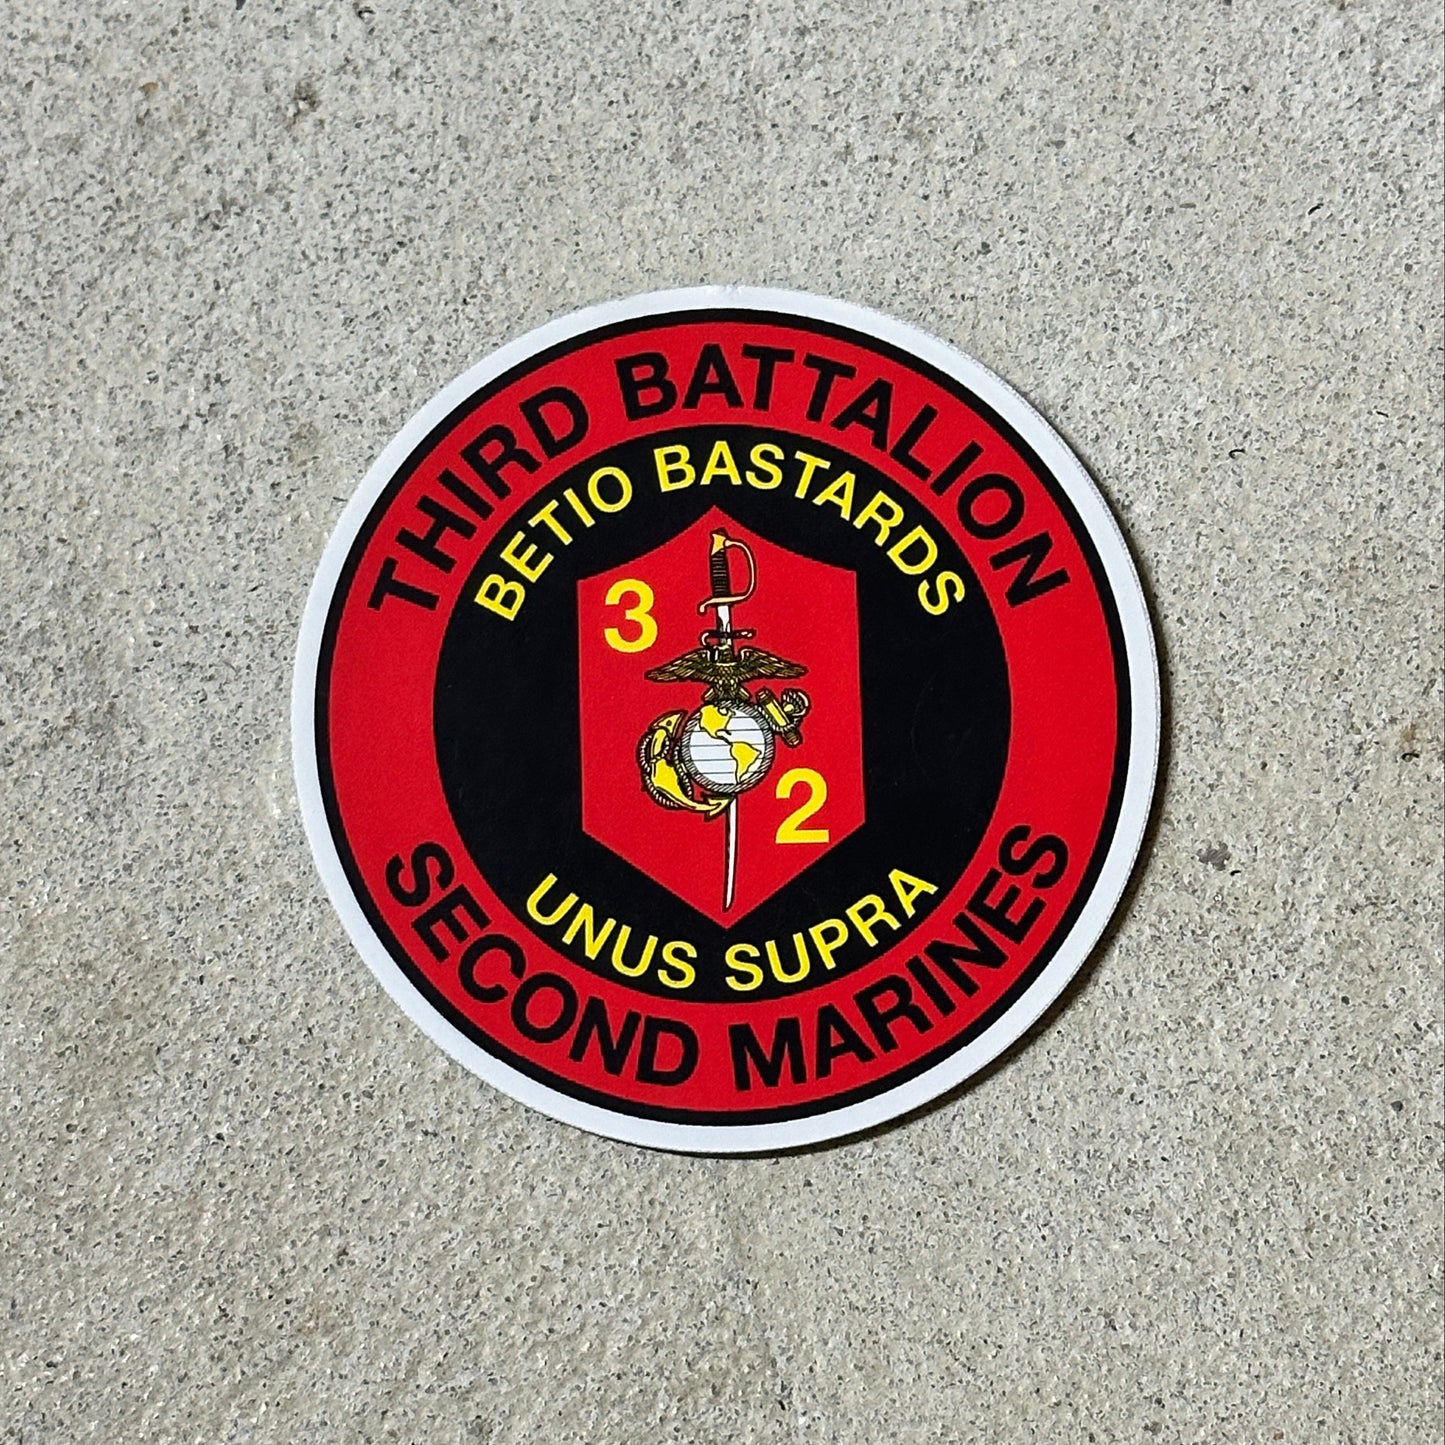 THIRD BATTALION
BETIO BASTARDS
3
2
UNUS SUPRA
SECOND MARINES